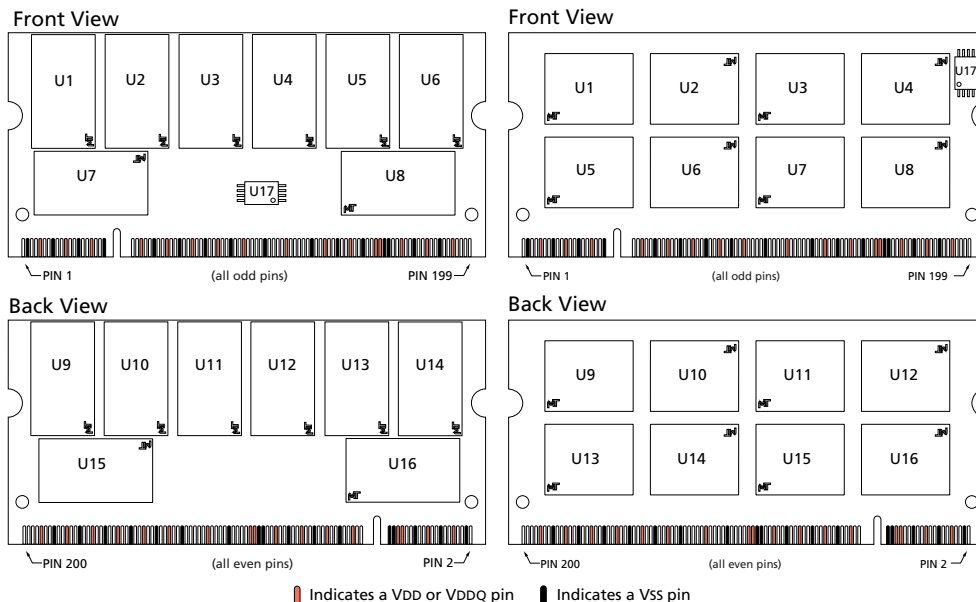 Front View
U1 U2 U3 U4 U5 U6
U7 U17 U8
PIN 1 (all odd pins) PIN 199
Front View
U1 U2 U3 U4 U17
U5 U6 U7 U8
PIN 1 (all odd pins) PIN 199
Back View
U9 U10 U11 U12 U13 U14
U15 U16
PIN 200 (all even pins) PIN 2
Back View
U9 U10 U11 U12
U13 U14 U15 U16
PIN 200 (all even pins) PIN 2
Indicates a VDD or VDDQ pin Indicates a VSS pin